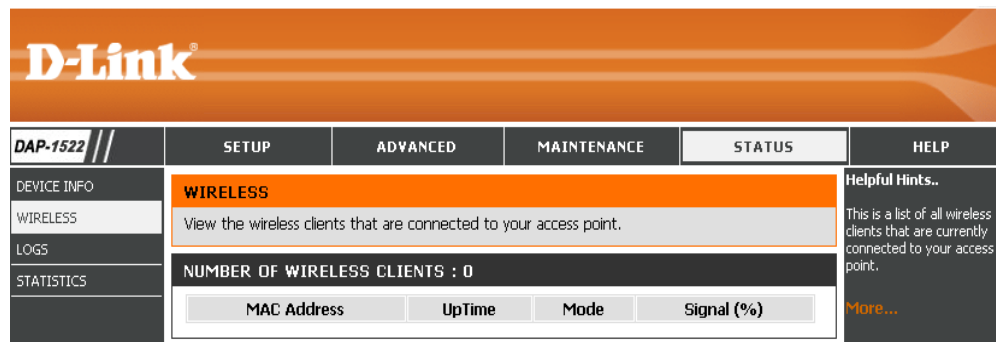 D-Link®
DAP-1522
SETUP
ADVANCED
MAINTENANCE
STATUS
HELP
DEVICE INFO
WIRELESS
LOGS
STATISTICS
WIRELESS
View the wireless clients that are connected to your access point.
NUMBER OF WIRELESS CLIENTS : 0
MAC Address UpTime Mode Signal (%)
Helpful Hints..
This is a list of all wireless
clients that are currently
connected to your access
point.
More...